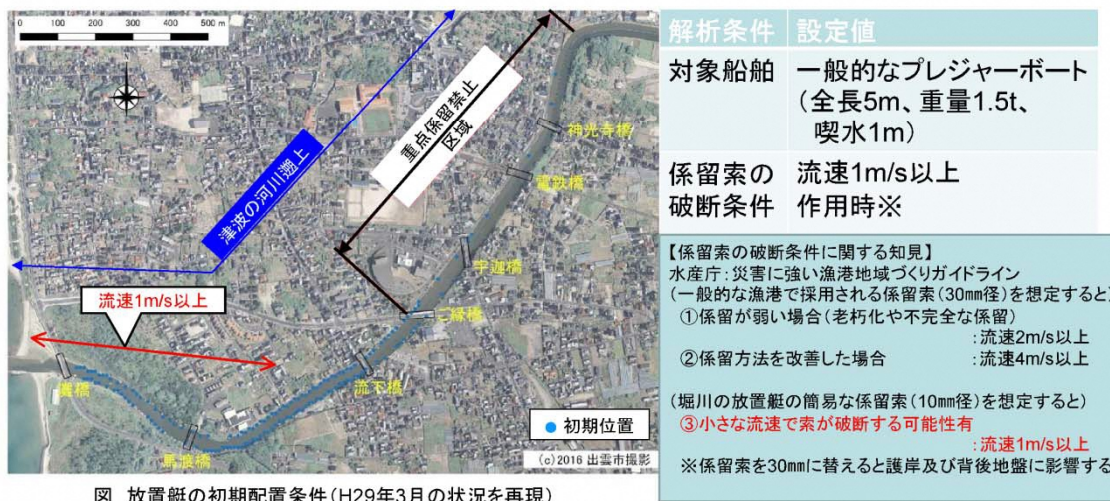 0 100 200 300 400 500 m
津波の河川遡上
重点係留禁止
区域
神光寺橋
電鉄橋
宇迦橋
ご縁橋
流速1m/s以上
灘橋
流下橋
馬渡橋
● 初期位置
(c)2016 出雲市撮影
図 放置艇の初期配置条件(H29年3月の状況を再現)
解析条件 設定値
対象船舶 一般的なプレジャーボート
(全長5m、重量1.5t、
喫水1m)
係留索の 流速1m/s以上
破断条件 作用時※
【係留索の破断条件に関する知見】
水産庁:災害に強い漁港地域づくりガイドライン
(一般的な漁港で採用される係留索(30㎜径)を想定すると)
①係留が弱い場合(老朽化や不完全な係留)
:流速2m/s以上
②係留方法を改善した場合 :流速4m/s以上
(堀川の放置艇の簡易な係留索(10㎜径)を想定すると)
③小さな流速で索が破断する可能性有
:流速1m/s以上
※係留索を30㎜に替えると護岸及び背後地盤に影響する